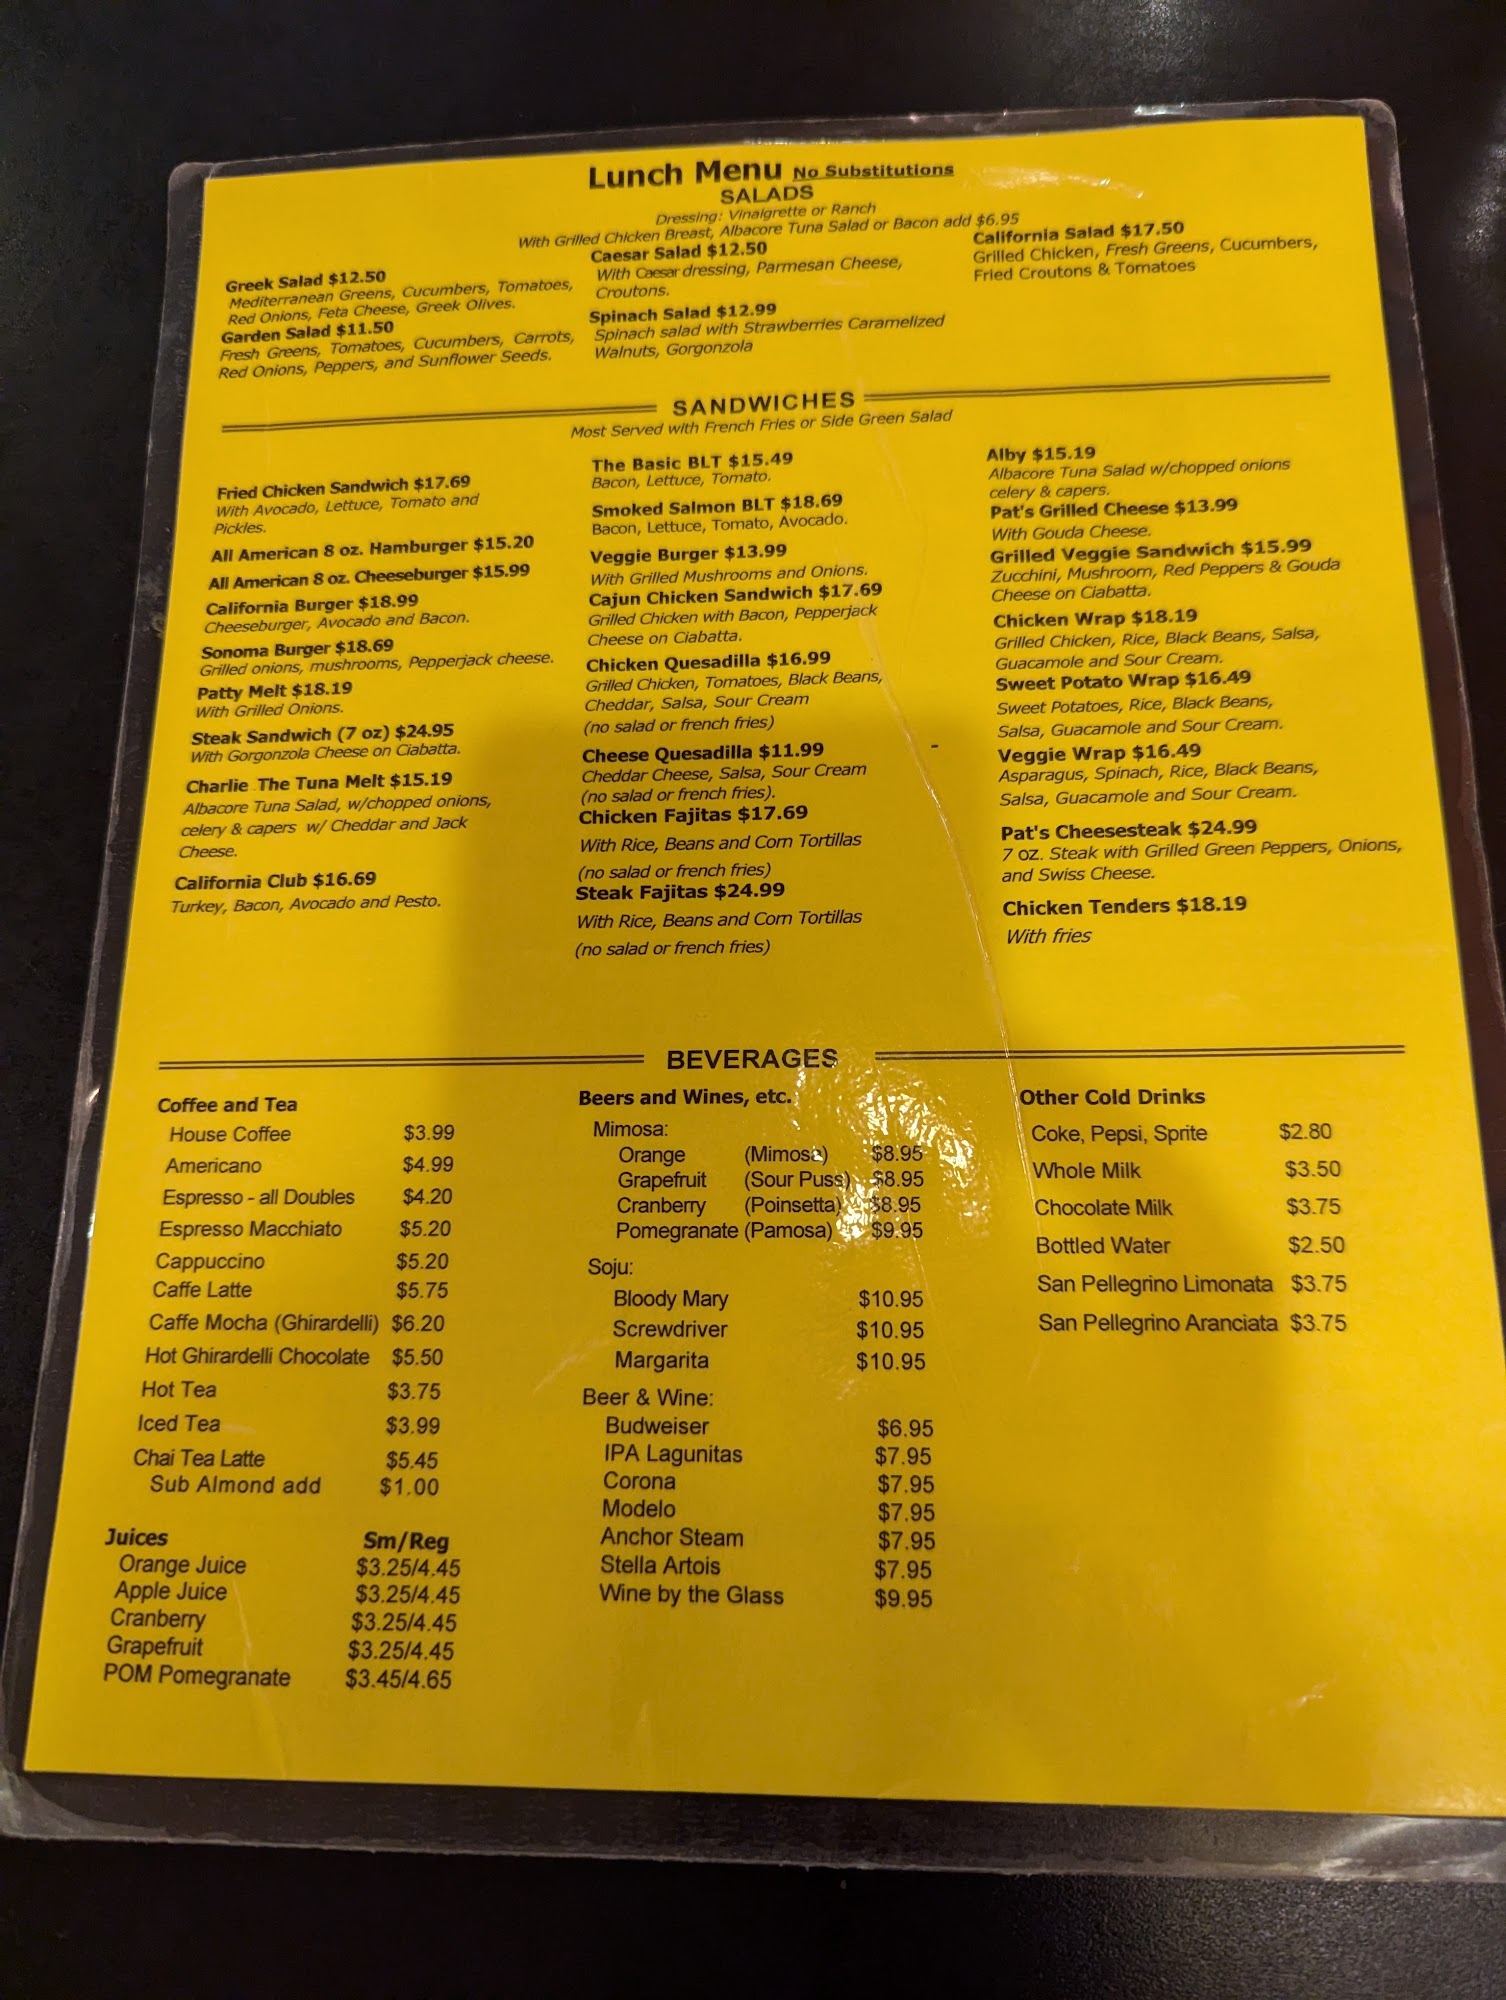 Lunch Menu No Substitutions
SALADS
Dressing: Vinaigrette or Ranch
With Grilled Chicken Breast, Albacore Tuna Salad or Bacon add $6.95
Greek Salad $12.50
Mediterranean Greens, Cucumbers, Tomatoes,
Red Onions, Feta Cheese, Greek Olives.
Garden Salad $11.50
Fresh Greens, Tomatoes, Cucumbers, Carrots,
Red Onions, Peppers, and Sunflower Seeds.
Caesar Salad $12.50
With Caesar dressing, Parmesan Cheese,
Croutons.
Spinach Salad $12.99
Spinach salad with Strawberries Caramelized
Walnuts, Gorgonzola
California Salad $17.50
Grilled Chicken, Fresh Greens, Cucumbers,
Fried Croutons & Tomatoes
SANDWICHES
Most Served with French Fries or Side Green Salad
Fried Chicken Sandwich $17.69
With Avocado, Lettuce, Tomato and
Pickles.
All American 8 oz. Hamburger $15.20
All American 8 oz. Cheeseburger $15.99
California Burger $18.99
Cheeseburger, Avocado and Bacon.
Sonoma Burger $18.69
Grilled onions, mushrooms, Pepperjack cheese.
Patty Melt $18.19
With Grilled Onions.
Steak Sandwich (7 oz) $24.95
With Gorgonzola Cheese on Ciabatta.
Charlie The Tuna Melt $15.19
Albacore Tuna Salad, w/chopped onions,
celery & capers w/ Cheddar and Jack
Cheese.
California Club $16.69
Turkey, Bacon, Avocado and Pesto.
The Basic BLT $15.49
Bacon, Lettuce, Tomato.
Smoked Salmon BLT $18.69
Bacon, Lettuce, Tomato, Avocado.
Veggie Burger $13.99
With Grilled Mushrooms and Onions.
Cajun Chicken Sandwich $17.69
Grilled Chicken with Bacon, Pepperjack
Cheese on Ciabatta.
Chicken Quesadilla $16.99
Grilled Chicken, Tomatoes, Black Beans,
Cheddar, Salsa, Sour Cream
(no salad or french fries)
Cheese Quesadilla $11.99
Cheddar Cheese, Salsa, Sour Cream
(no salad or french fries).
Chicken Fajitas $17.69
With Rice, Beans and Corn Tortillas
(no salad or french fries)
Steak Fajitas $24.99
With Rice, Beans and Corn Tortillas
(no salad or french fries)
Alby $15.19
Albacore Tuna Salad w/chopped onions
celery & capers.
Pat's Grilled Cheese $13.99
With Gouda Cheese.
Grilled Veggie Sandwich $15.99
Zucchini, Mushroom, Red Peppers & Gouda
Cheese on Ciabatta.
Chicken Wrap $18.19
Grilled Chicken, Rice, Black Beans, Salsa,
Guacamole and Sour Cream.
Sweet Potato Wrap $16.49
Sweet Potatoes, Rice, Black Beans,
Salsa, Guacamole and Sour Cream.
Veggie Wrap $16.49
Asparagus, Spinach, Rice, Black Beans,
Salsa, Guacamole and Sour Cream.
Pat's Cheesesteak $24.99
7 oz. Steak with Grilled Green Peppers, Onions,
and Swiss Cheese.
Chicken Tenders $18.19
With fries
BEVERAGES
Coffee and Tea
House Coffee $3.99
Americano $4.99
Espresso - all Doubles $4.20
Espresso Macchiato $5.20
Cappuccino $5.20
Caffe Latte $5.75
Caffe Mocha (Ghirardelli) $6.20
Hot Ghirardelli Chocolate $5.50
Hot Tea $3.75
Iced Tea $3.99
Chai Tea Latte $5.45
Sub Almond add $1.00
Juices Sm/Reg
Orange Juice $3.25/4.45
Apple Juice $3.25/4.45
Cranberry $3.25/4.45
Grapefruit $3.25/4.45
POM Pomegranate $3.45/4.65
Beers and Wines, etc.
Mimosa:
Orange (Mimosa) $8.95
Grapefruit (Sour Puss) $8.95
Cranberry (Poinsetta) $8.95
Pomegranate (Pamosa) $9.95
Soju:
Bloody Mary $10.95
Screwdriver $10.95
Margarita $10.95
Beer & Wine:
Budweiser $6.95
IPA Lagunitas $7.95
Corona $7.95
Modelo $7.95
Anchor Steam $7.95
Stella Artois $7.95
Wine by the Glass $9.95
Other Cold Drinks
Coke, Pepsi, Sprite $2.80
Whole Milk $3.50
Chocolate Milk $3.75
Bottled Water $2.50
San Pellegrino Limonata $3.75
San Pellegrino Aranciata $3.75